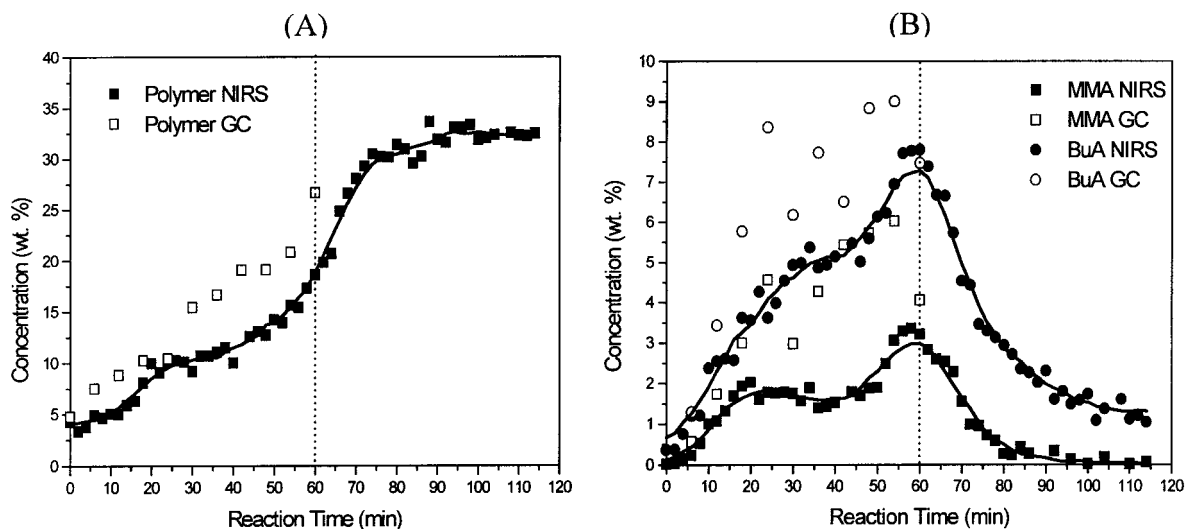 (A)
40
35
30
25
20
15
10
5
0
Polymer NIRS
Polymer GC
Concentration (wt. %)
0 10 20 30 40 50 60 70 80 90 100 110 120
Reaction Time (min)
(B)
10
9
8
7
6
5
4
3
2
1
0
MMA NIRS
MMA GC
BuA NIRS
BuA GC
Concentration (wt. %)
0 10 20 30 40 50 60 70 80 90 100 110 120
Reaction Time (min)